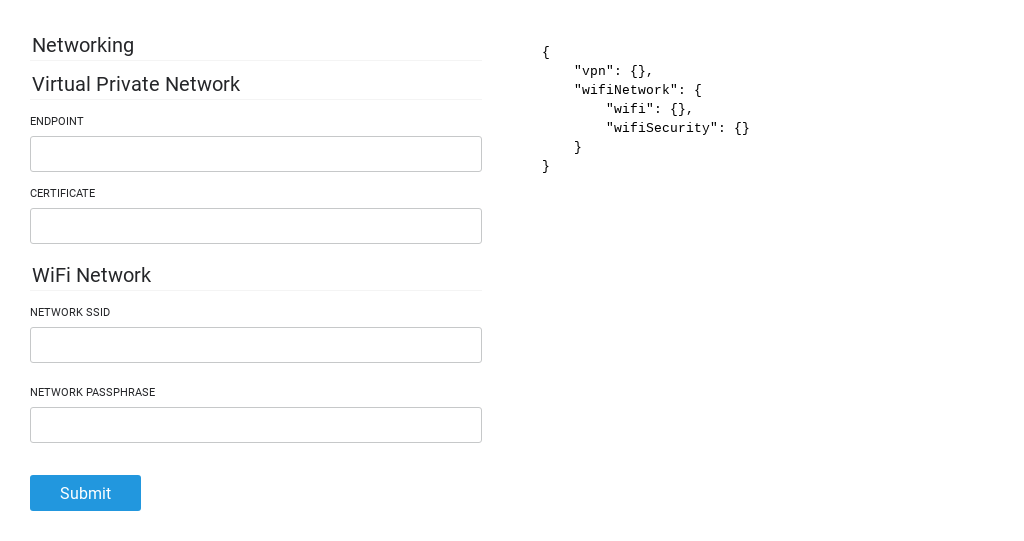 Networking
Virtual Private Network
ENDPOINT
CERTIFICATE
WiFi Network
NETWORK SSID
NETWORK PASSPHRASE
Submit
{
    "vpn": {},
    "wifiNetwork": {
        "wifi": {},
        "wifiSecurity": {}
    }
}